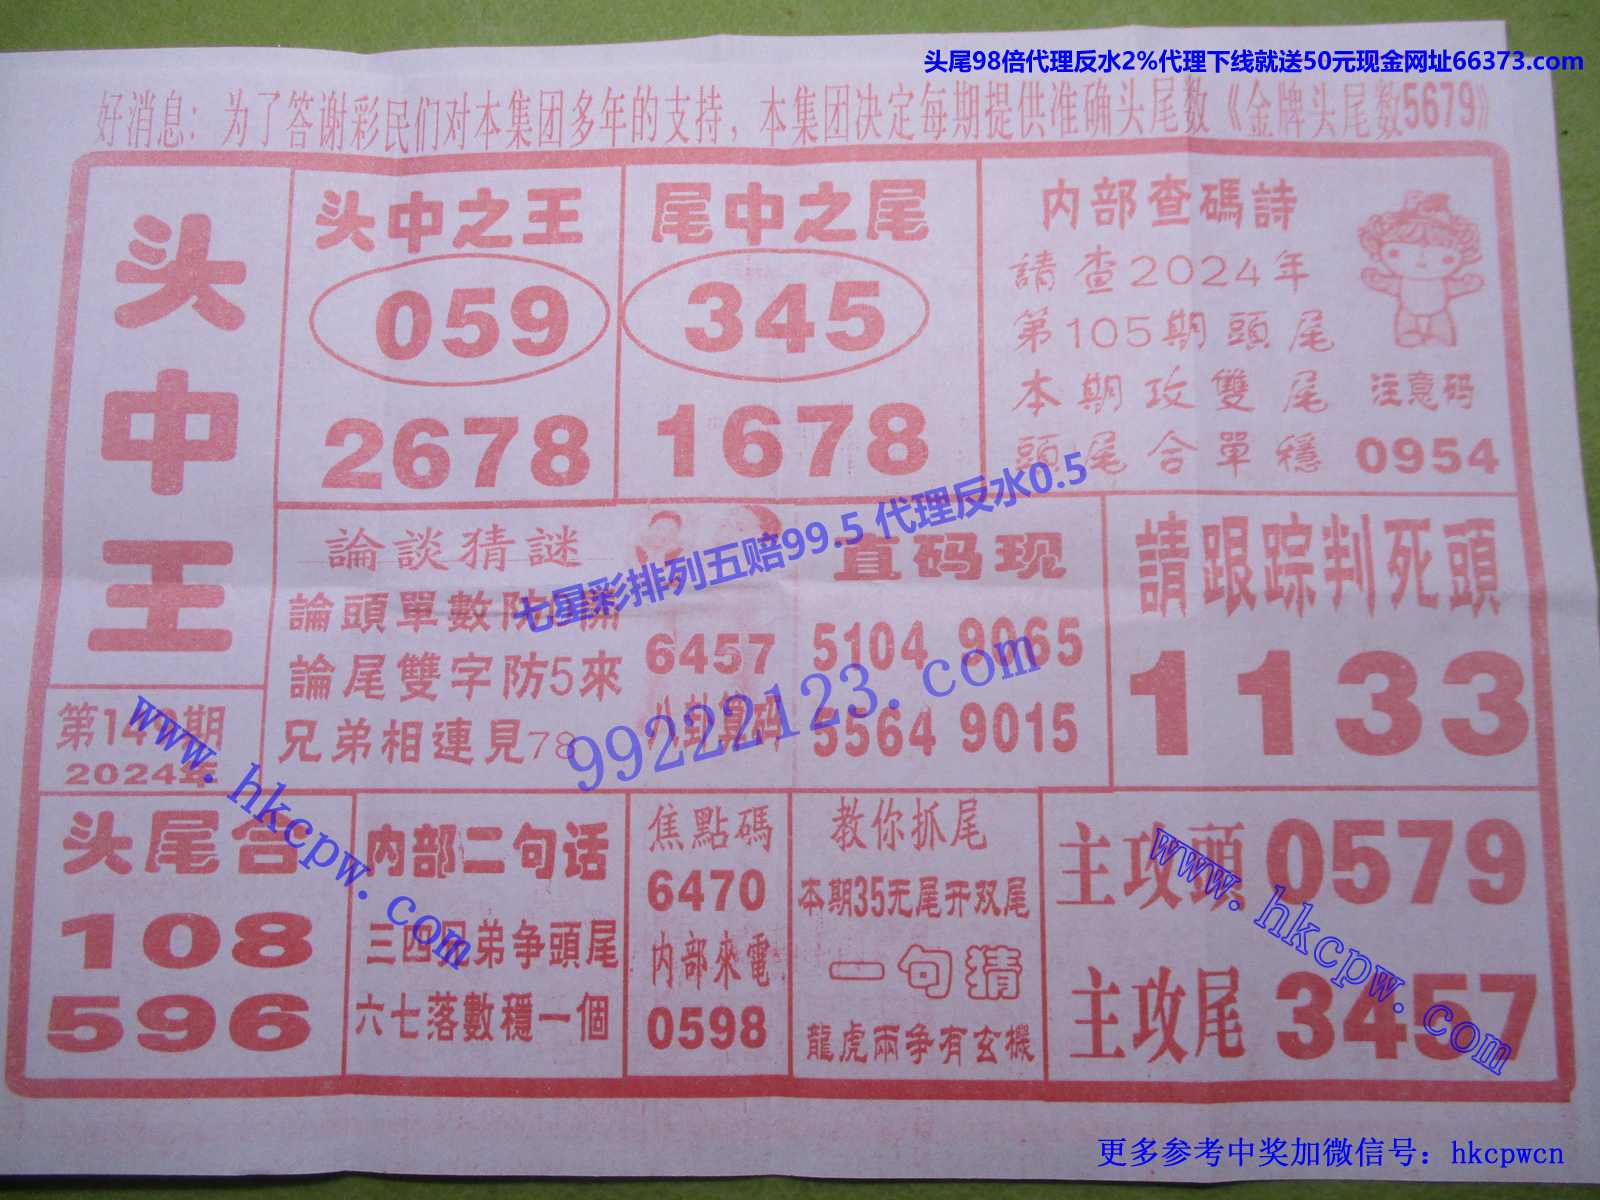 头尾98倍代理反水2%代理下线就送50元现金网址66373.com
好消息：为了答谢彩民们对本集团多年的支持，本集团决定每期提供准确头尾数《金牌头尾数5679》
头中王
第14期
2024年
头中之王
059
2678
尾中之尾
345
1678
内部查碼詩
請查2024年
第105期頭尾
本期攻雙尾
頭尾合單穩
注意码
0954
論談猜謎
論頭單數防
論尾雙字防5來
兄弟相連見78
6457
八卦算码
直码现
5104 9065
5564 9015
請跟踪判死頭
1133
七星彩排列五赔99.5 代理反水0.5
99222123.com
www.hkcpw.com
头尾合
108
596
内部二句话
三四兄弟争頭尾
六七落數穩一個
焦點碼
6470
内部來電
0598
教你抓尾
本期35无尾开双尾
一句猜
龍虎兩争有玄機
主攻頭0579
主攻尾3457
www.hkcpw.com
更多参考中奖加微信号：hkcpwcn